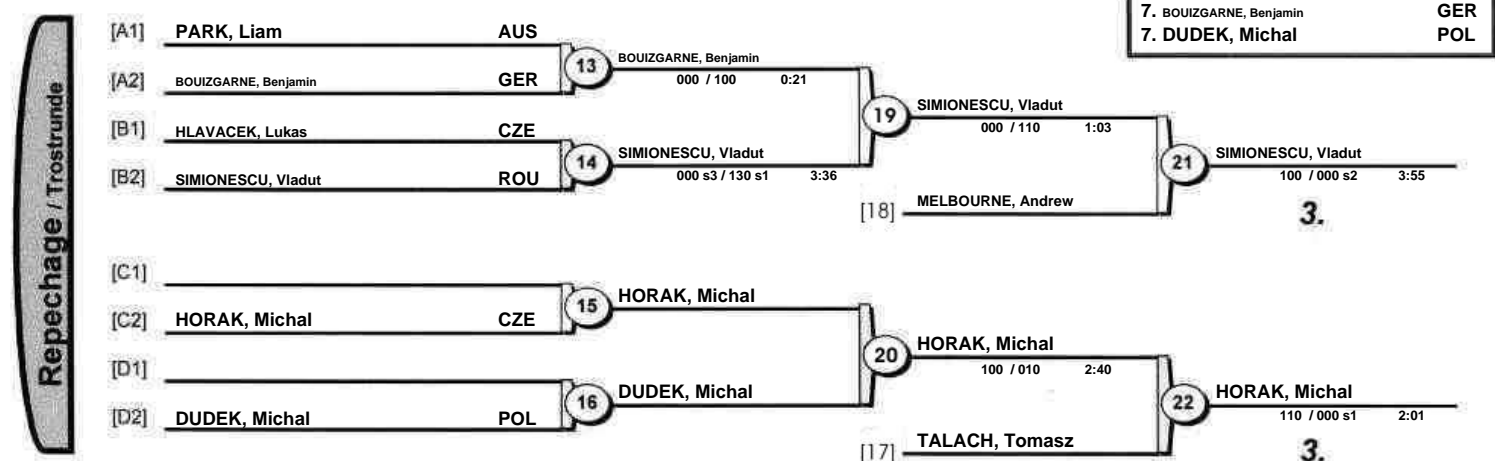 7. BOUIZGARNE, Benjamin GER
7. DUDEK, Michal POL
Repechage / Trostrunde
[A1] PARK, Liam AUS
[A2] BOUIZGARNE, Benjamin GER
13 BOUIZGARNE, Benjamin
000 / 100 0:21
[B1] HLAVACEK, Lukas CZE
[B2] SIMIONESCU, Vladut ROU
14 SIMIONESCU, Vladut
000 s3 / 130 s1 3:36
19 SIMIONESCU, Vladut
000 / 110 1:03
[18] MELBOURNE, Andrew
21 SIMIONESCU, Vladut
100 / 000 s2 3:55
3.
[C1]
[C2] HORAK, Michal CZE
15 HORAK, Michal
[D1]
[D2] DUDEK, Michal POL
16 DUDEK, Michal
20 HORAK, Michal
100 / 010 2:40
[17] TALACH, Tomasz
22 HORAK, Michal
110 / 000 s1 2:01
3.